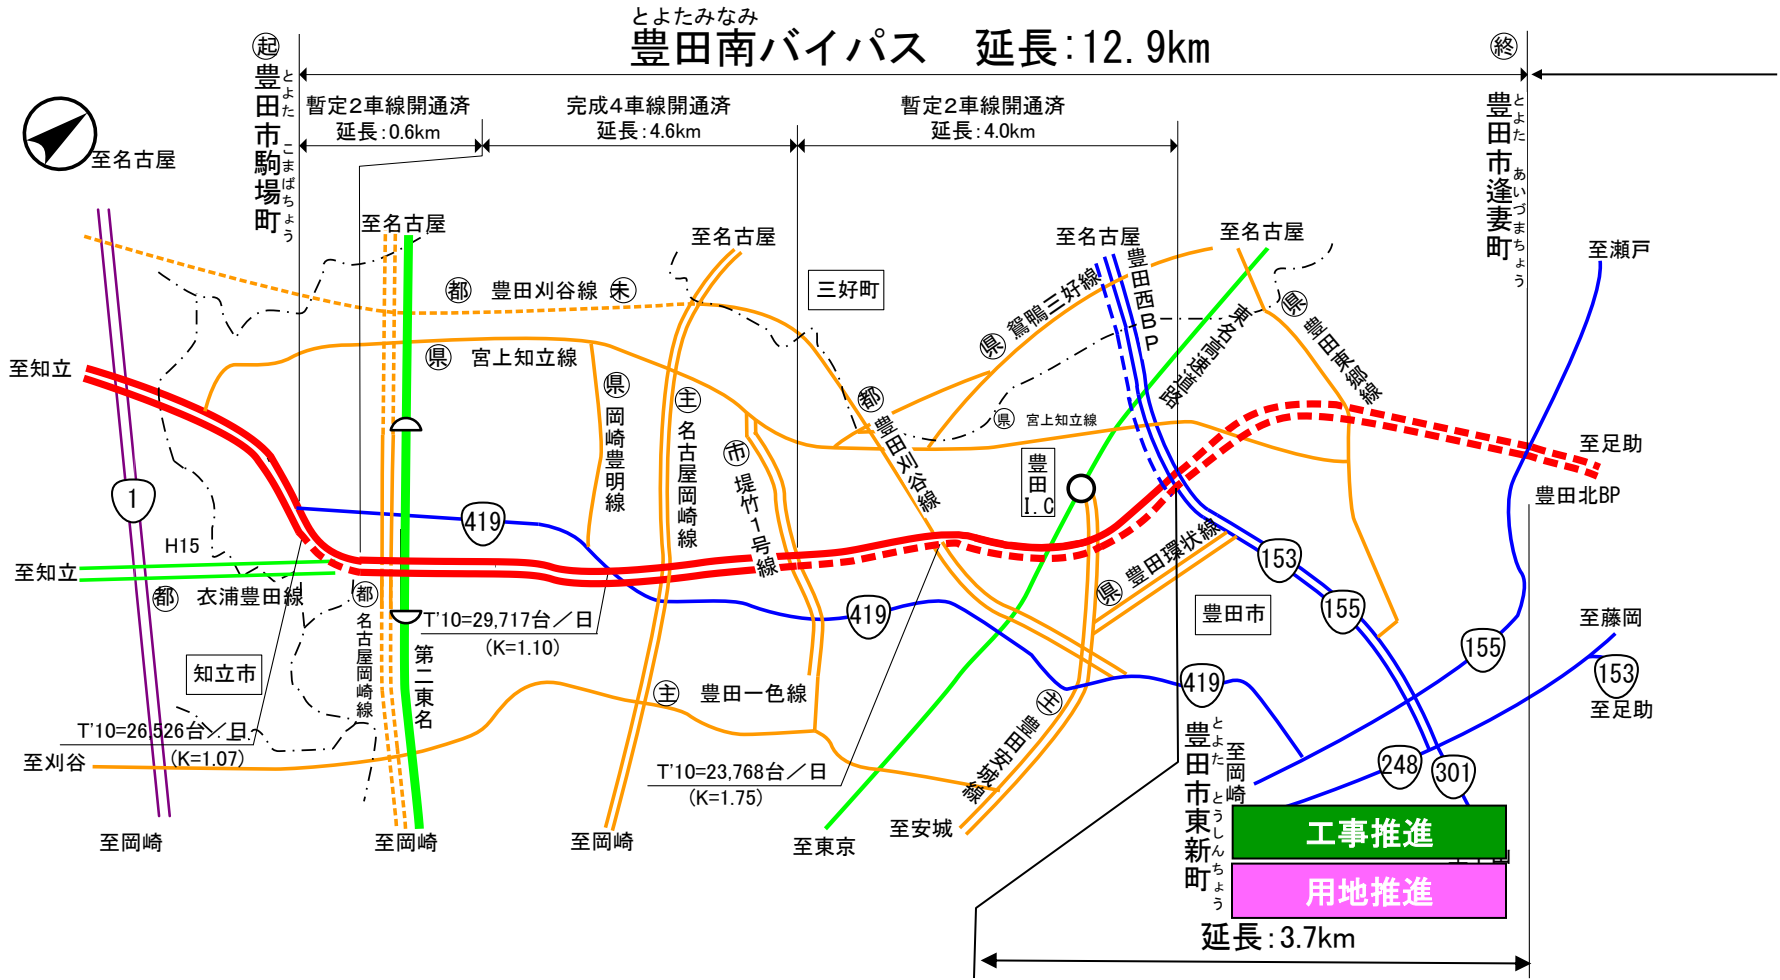 とよたみなみ
豊田南バイパス 延長:12.9km
起
豊田市駒場町
とよた こまばちょう
終
豊田市逢妻町
とよた あいづまちょう
暫定2車線開通済
延長:0.6km
完成4車線開通済
延長:4.6km
暫定2車線開通済
延長:4.0km
至名古屋
至名古屋
至名古屋
至名古屋
至名古屋
至瀬戸
都 豊田刈谷線 未
三好町
県 鴛鴨三好線
豊田西BP
東名高速道路
県 豊田東郷線
至知立
県 宮上知立線
県 岡崎豊明線
主 名古屋岡崎線
市 堤竹1号線
都 豊田刈谷線
県 宮上知立線
豊田
I.C
至足助
豊田北BP
1
419
H15
至知立
都 衣浦豊田線
都 名古屋岡崎線
T'10=29,717台/日
(K=1.10)
419
県 豊田環状線
153
155
豊田市
至藤岡
155
153
至足助
知立市
第二東名
主 豊田一色線
主 豊田安城線
419
T'10=26,526台/日
(K=1.07)
至刈谷
T'10=23,768台/日
(K=1.75)
豊田市東新町
とよた とうしんちょう
至岡崎
248
301
至岡崎
至岡崎
至岡崎
至東京
至安城
工事推進
用地推進
延長:3.7km